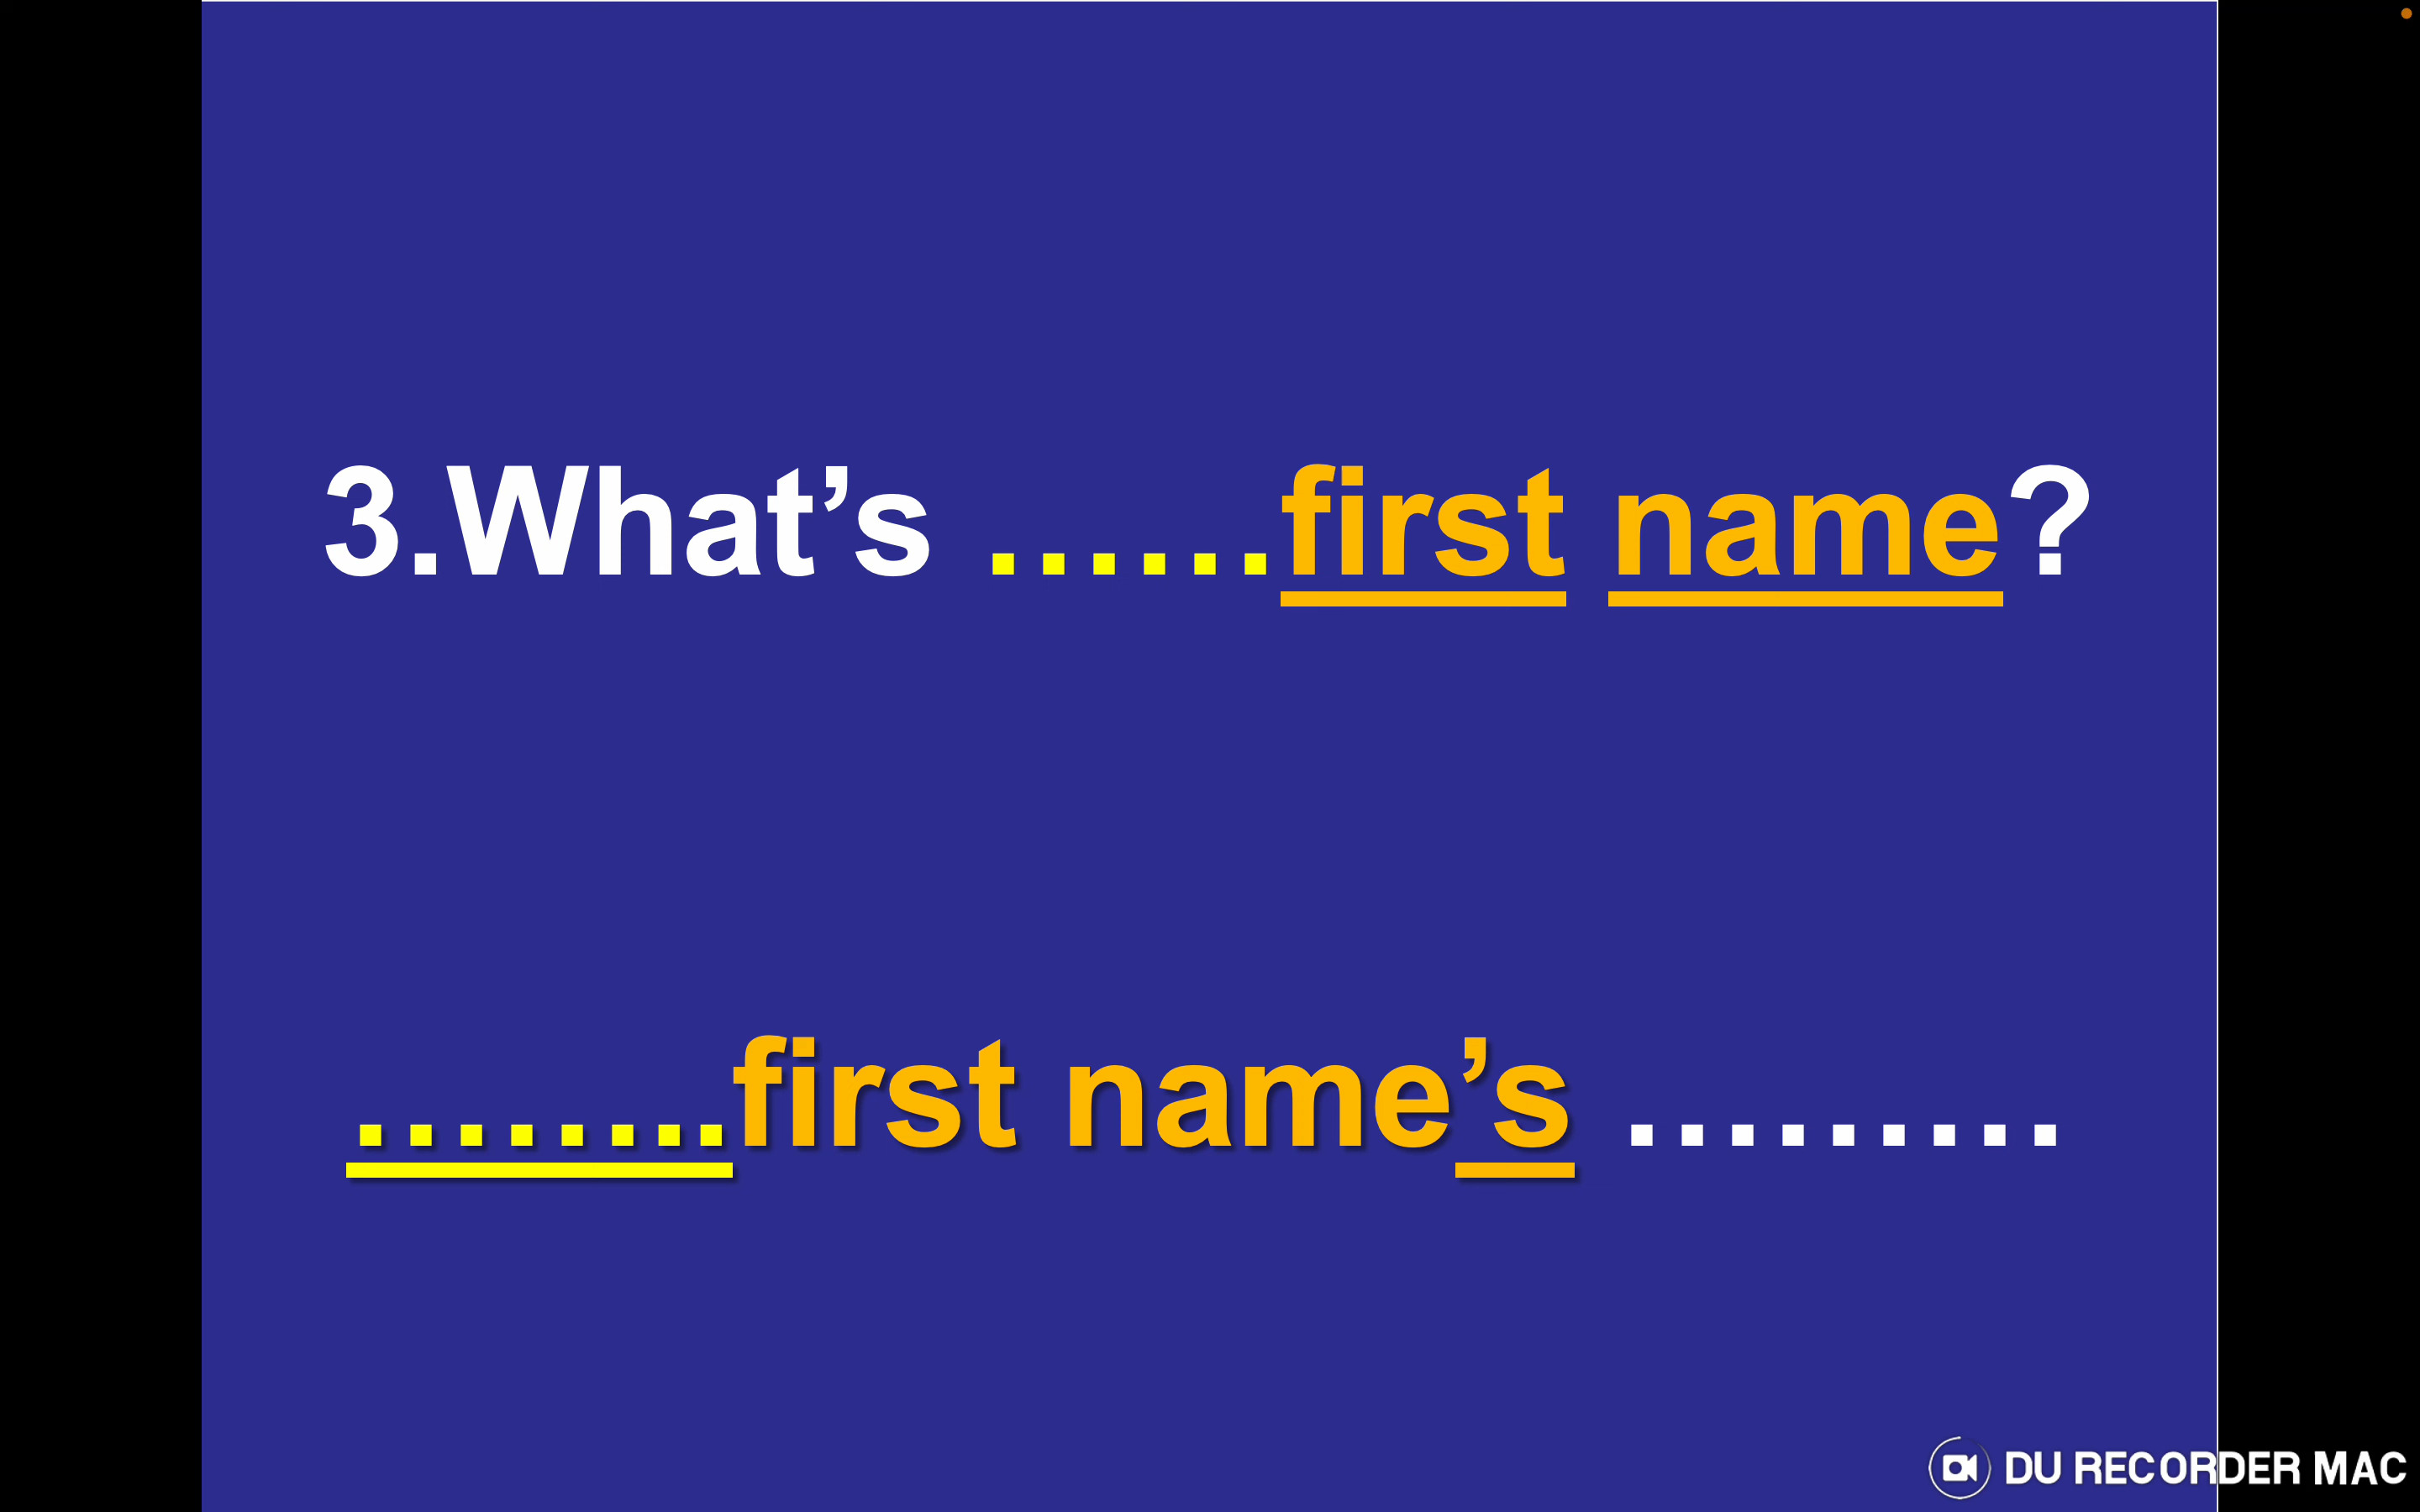 3.What’s ......first name?
........first name’s .........
DU RECORDER MAC